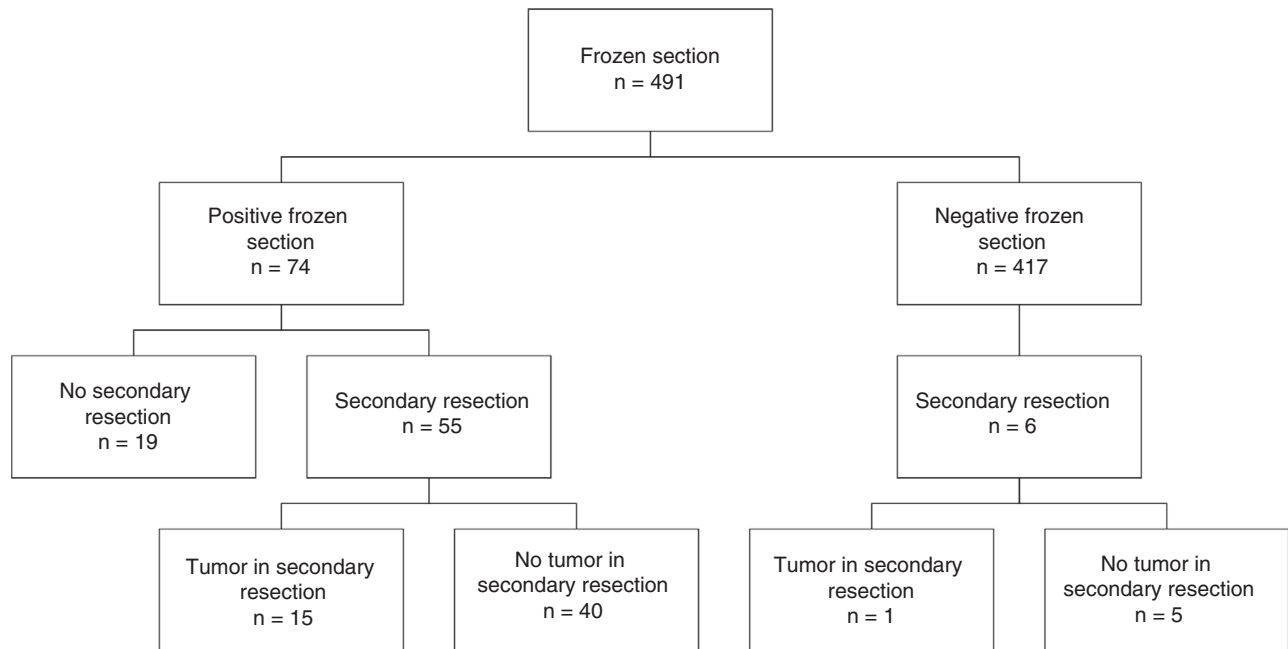 Frozen section
n = 491
Positive frozen
section
n = 74
Negative frozen
section
n = 417
No secondary
resection
n = 19
Secondary resection
n = 55
Secondary resection
n = 6
Tumor in secondary
resection
n = 15
No tumor in
secondary resection
n = 40
Tumor in secondary
resection
n = 1
No tumor in
secondary resection
n = 5